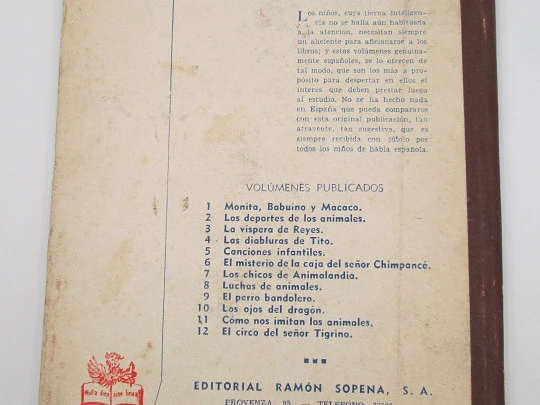 Los niños, cuya tierna inteligen-
cia no se halla aún habituada
a la atención, necesitan siempre
un aliciente para aficionarse a los
libros; y estos volúmenes genuina-
mente españoles, se lo ofrecen de
tal modo, que son los más a pro-
pósito para despertar en ellos el
interés que deben prestar luego
al estudio. No se ha hecho nada
en España que pueda compararse
con esta original publicación, tan
atrayente, tan sugestiva, que es
siempre recibida con júbilo por
todos los niños de habla española.
VOLÚMENES PUBLICADOS
1 Monita, Babuino y Macaco.
2 Los deportes de los animales.
3 La víspera de Reyes.
4 Las diabluras de Tito.
5 Canciones infantiles.
6 El misterio de la caja del señor Chimpancé.
7 Los chicos de Animalandia.
8 Luchas de animales.
9 El perro bandolero.
10 Los ojos del dragón.
11 Cómo nos imitan los animales.
12 El circo del señor Tigrino.
Nulla dies sine linea
EDITORIAL RAMÓN SOPENA, S. A.
PROVENZA, 95 — TELÉFONO